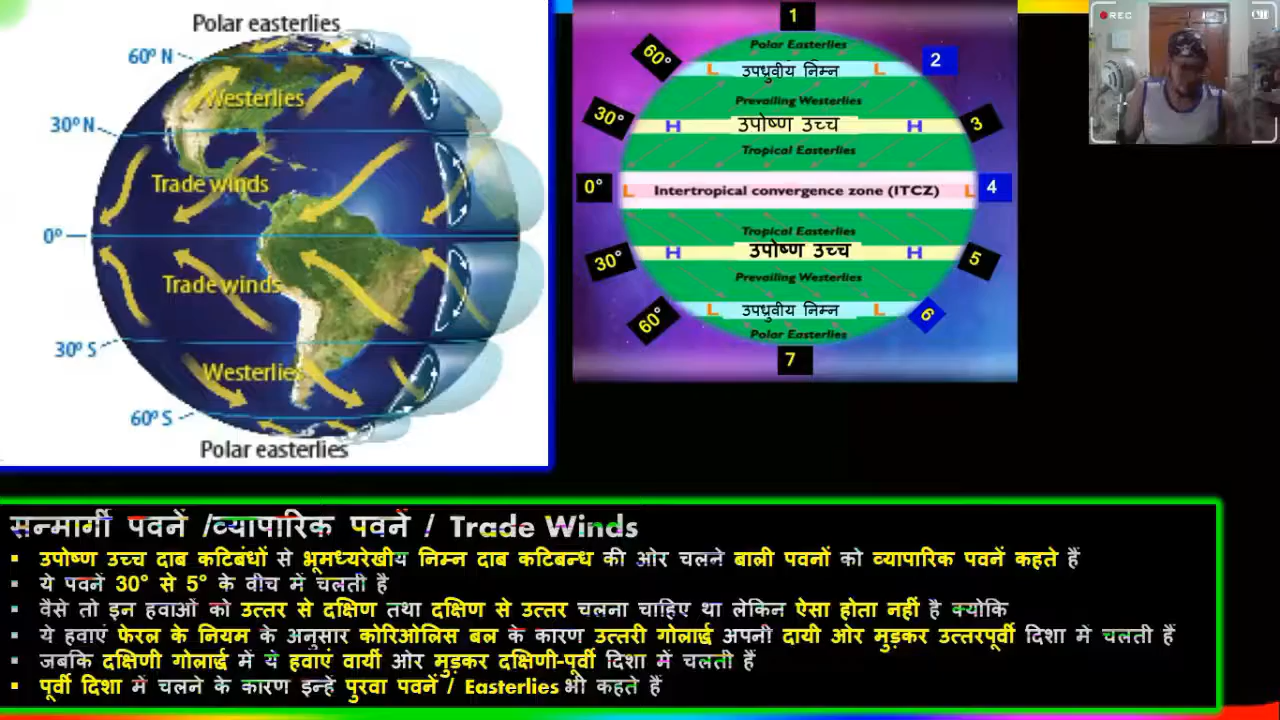 Polar easterlies
60° N
Westerlies
30° N
Trade winds
0°
Trade winds
30° S
Westerlies
60° S
Polar easterlies
1
Polar Easterlies
60°
L उपध्रुवीय निम्न L
2
Prevailing Westerlies
30°
H उपोष्ण उच्च H
3
Tropical Easterlies
0°
L Intertropical convergence zone (ITCZ) L
4
Tropical Easterlies
30°
H उपोष्ण उच्च H
5
Prevailing Westerlies
60°
L उपध्रुवीय निम्न L
6
Polar Easterlies
7
REC
सन्मार्गी पवनें /व्यापारिक पवनें / Trade Winds
उपोष्ण उच्च दाब कटिबंधों से भूमध्यरेखीय निम्न दाब कटिबन्ध की ओर चलने बाली पवनों को व्यापारिक पवनें कहते हैं
ये पवनें 30° से 5° के वीच में चलती है
वैसे तो इन हवाओं को उत्तर से दक्षिण तथा दक्षिण से उत्तर चलना चाहिए था लेकिन ऐसा होता नहीं है क्योकि
ये हवाएं फेरल के नियम के अनुसार कोरिओलिस बल के कारण उत्तरी गोलार्द्ध अपनी दायी ओर मुड़कर उत्तरपूर्वी दिशा में चलती हैं
जबकि दक्षिणी गोलार्द्ध में ये हवाएं वायीं ओर मुड़कर दक्षिणी-पूर्वी दिशा में चलती हैं
पूर्वी दिशा में चलने के कारण इन्हें पुरवा पवनें / Easterlies भी कहते हैं